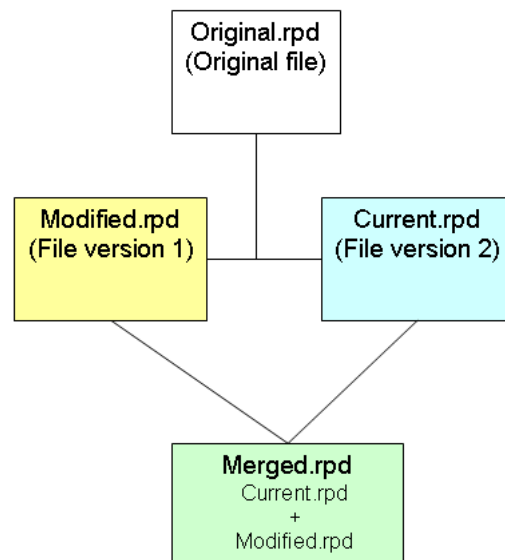 Original.rpd
(Original file)
Modified.rpd
(File version 1)
Current.rpd
(File version 2)
Merged.rpd
Current.rpd
+
Modified.rpd